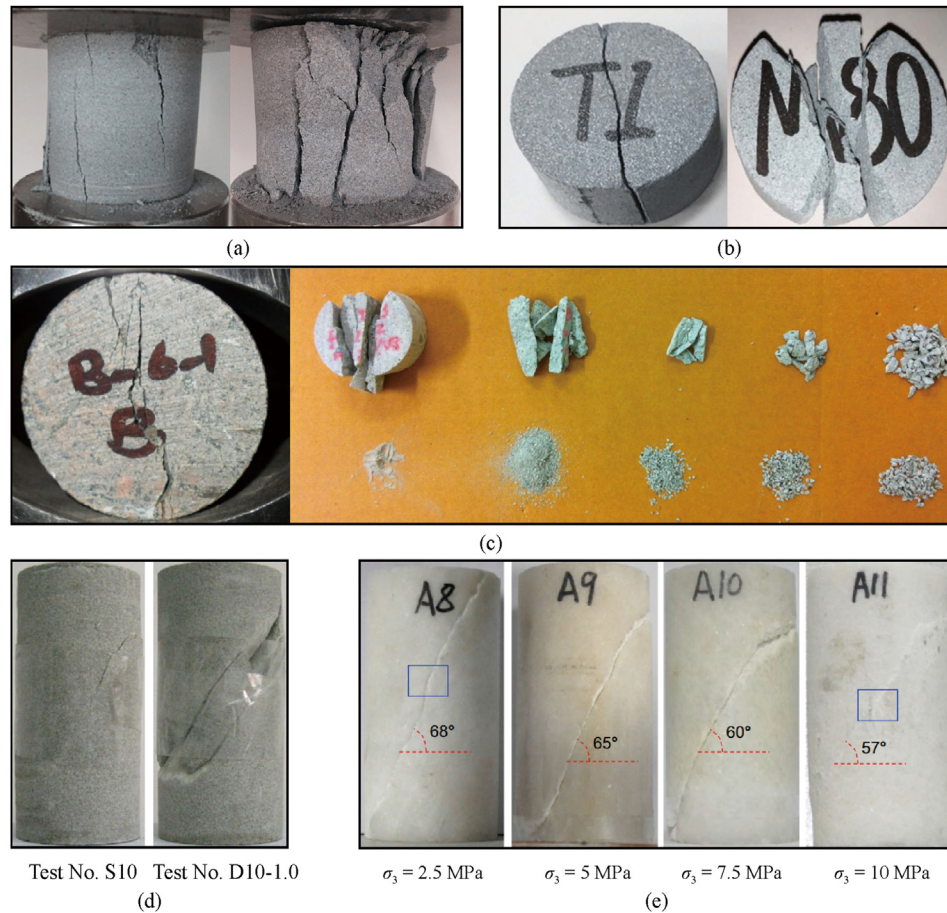 T1
N S30
(a)
(b)
B-6-1
B
(c)
A8
A9
A10
A11
68°
65°
60°
57°
Test No. S10
Test No. D10-1.0
σ₃ = 2.5 MPa
σ₃ = 5 MPa
σ₃ = 7.5 MPa
σ₃ = 10 MPa
(d)
(e)